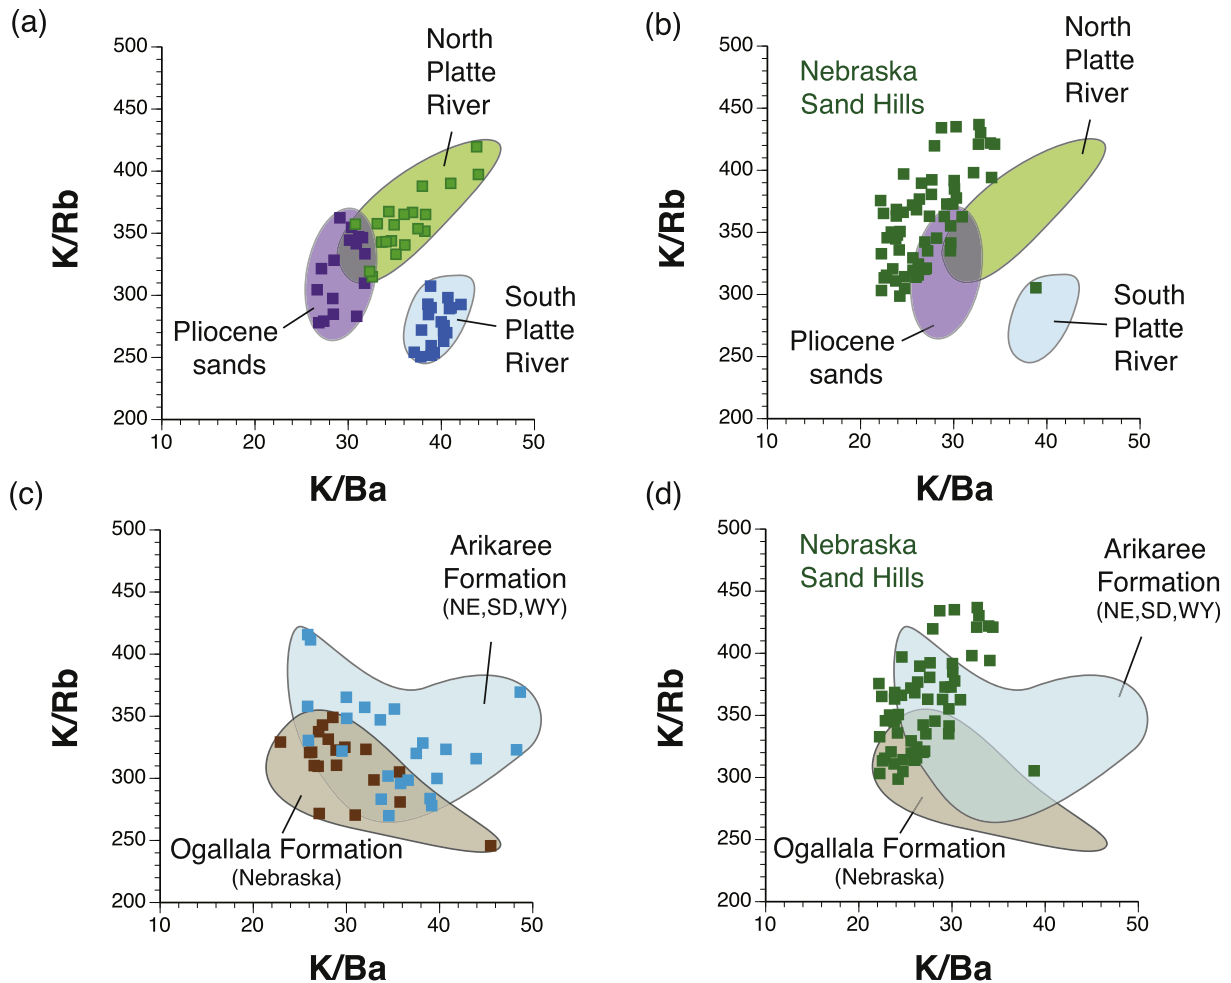 (a)
North
Platte
River
500
450
400
350
300
250
200
K/Rb
Pliocene
sands
South
Platte
River
10
20
30
40
50
K/Ba
(b)
Nebraska
Sand Hills
North
Platte
River
500
450
400
350
300
250
200
K/Rb
Pliocene
sands
South
Platte
River
10
20
30
40
50
K/Ba
(c)
Arikaree
Formation
(NE,SD,WY)
500
450
400
350
300
250
200
K/Rb
Ogallala Formation
(Nebraska)
10
20
30
40
50
K/Ba
(d)
Nebraska
Sand Hills
Arikaree
Formation
(NE,SD,WY)
500
450
400
350
300
250
200
K/Rb
Ogallala Formation
(Nebraska)
10
20
30
40
50
K/Ba